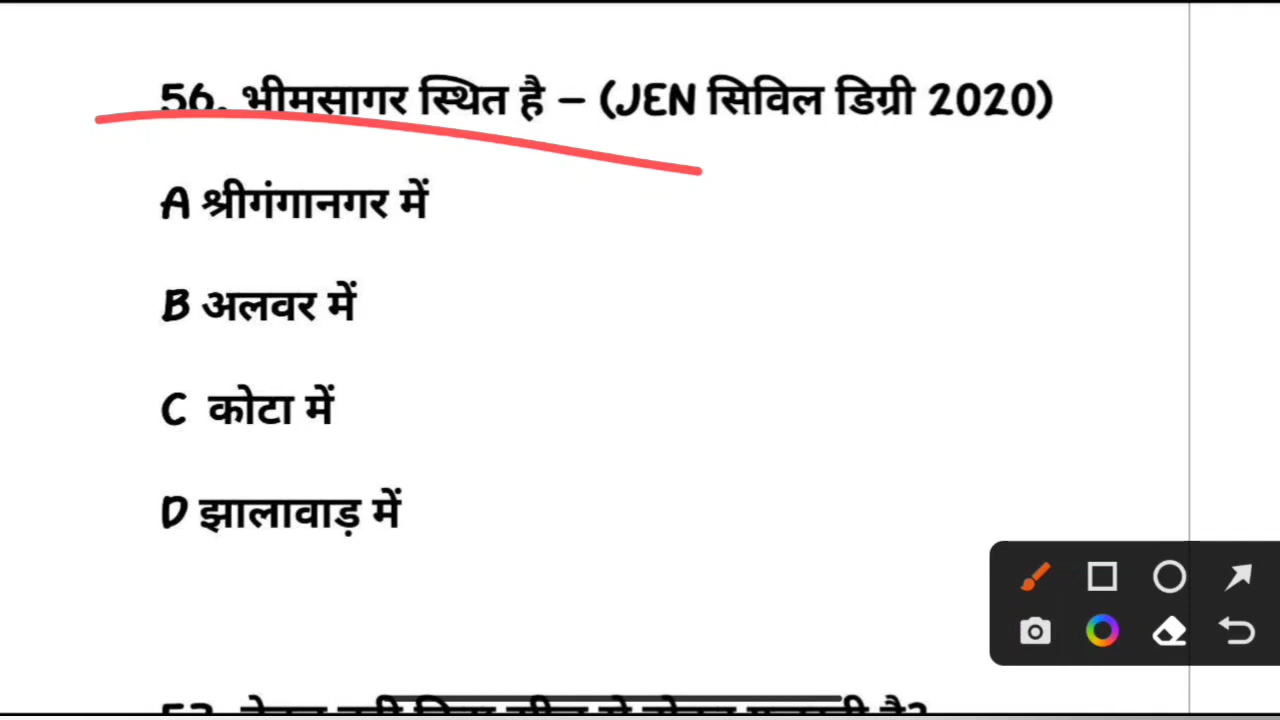 56. भीमसागर स्थित है – (JEN सिविल डिग्री 2020)
A श्रीगंगानगर में
B अलवर में
C कोटा में
D झालावाड़ में